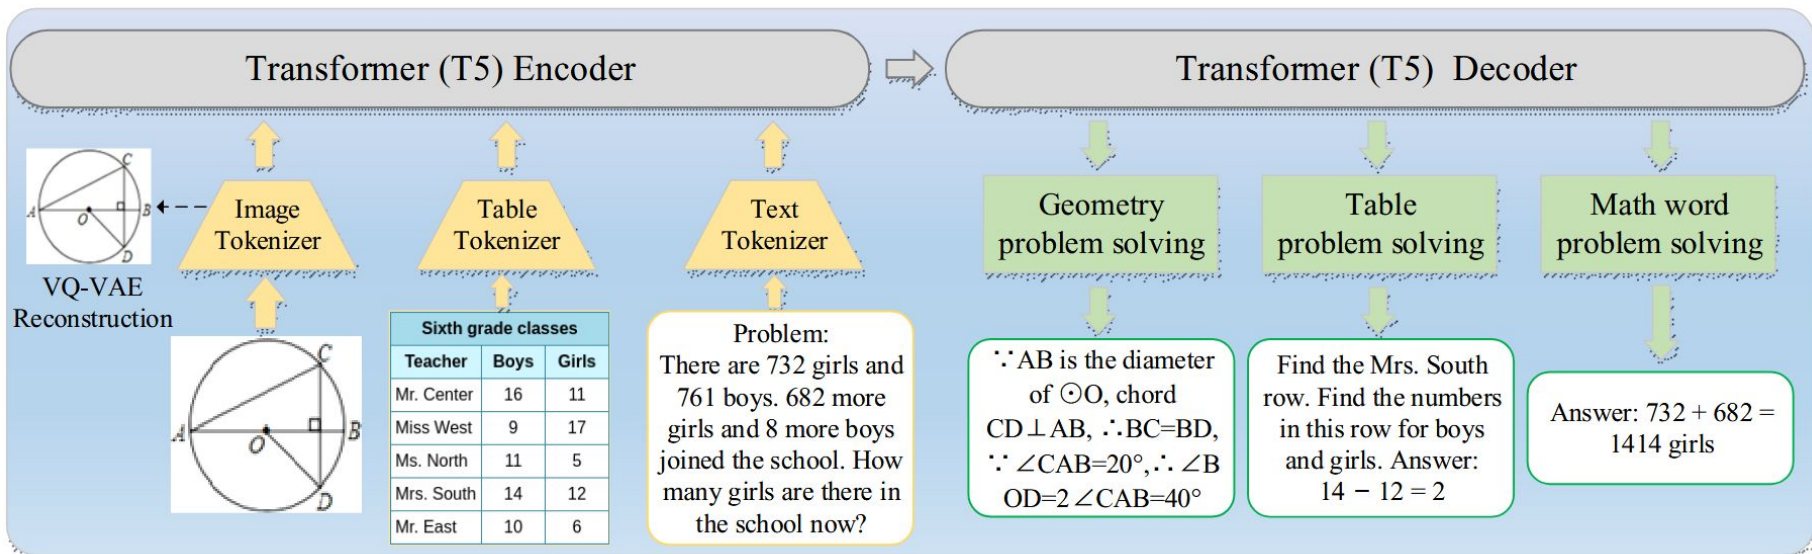 Transformer (T5) Encoder
Transformer (T5) Decoder
C
A
O
B
D
VQ-VAE
Reconstruction
Image
Tokenizer
Table
Tokenizer
Text
Tokenizer
C
A
O
B
D
Sixth grade classes
Teacher Boys Girls
Mr. Center 16 11
Miss West 9 17
Ms. North 11 5
Mrs. South 14 12
Mr. East 10 6
Problem:
There are 732 girls and
761 boys. 682 more
girls and 8 more boys
joined the school. How
many girls are there in
the school now?
Geometry
problem solving
Table
problem solving
Math word
problem solving
∵AB is the diameter
of ⊙O, chord
CD⊥AB, ∴BC=BD,
∵ ∠CAB=20°,∴ ∠B
OD=2∠CAB=40°
Find the Mrs. South
row. Find the numbers
in this row for boys
and girls. Answer:
14 − 12 = 2
Answer: 732 + 682 =
1414 girls